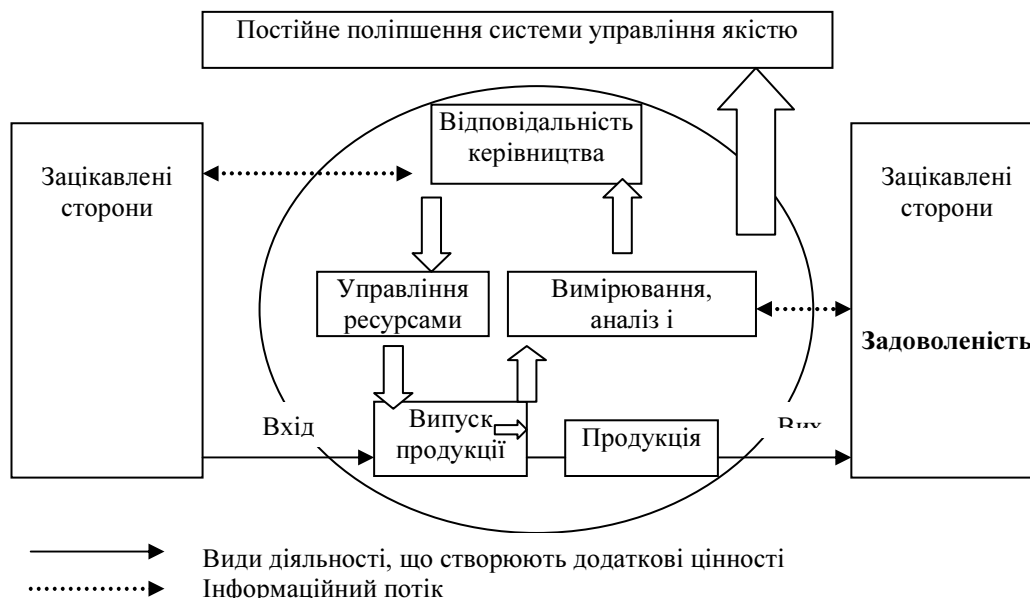 Постійне поліпшення системи управління якістю
Відповідальність
керівництва
Зацікавлені
сторони
Зацікавлені
сторони
Управління
ресурсами
Вимірювання,
аналіз і
Задоволеність
Вхід
Випуск
продукції
Продукція
Види діяльності, що створюють додаткові цінності
Інформаційний потік